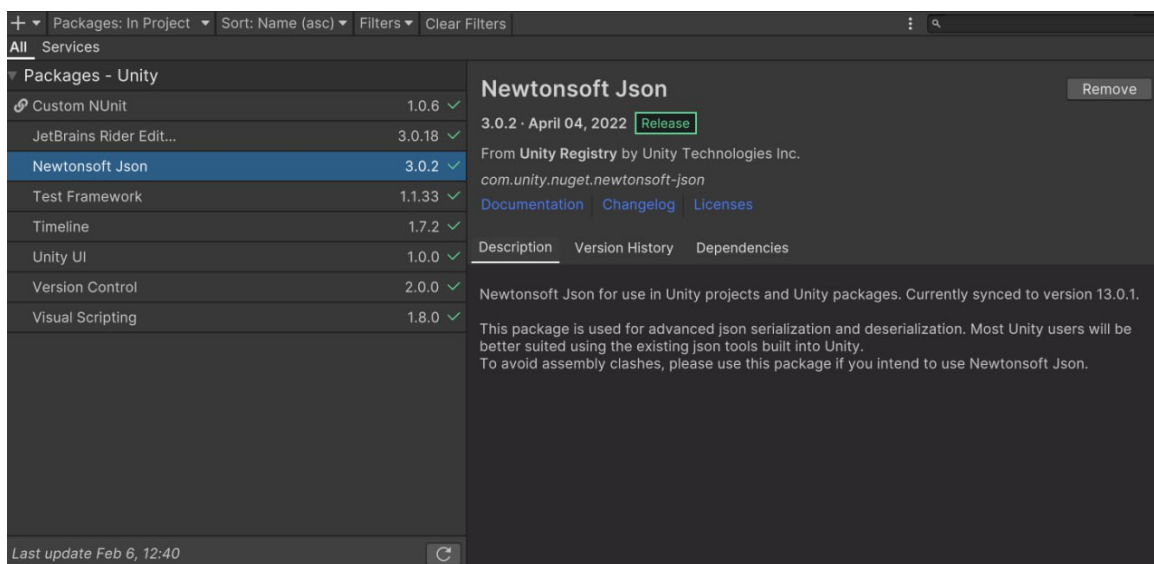 Packages: In Project Sort: Name (asc) Filters Clear Filters
All Services
Packages - Unity
Custom NUnit 1.0.6
JetBrains Rider Edit... 3.0.18
Newtonsoft Json 3.0.2
Test Framework 1.1.33
Timeline 1.7.2
Unity UI 1.0.0
Version Control 2.0.0
Visual Scripting 1.8.0
Last update Feb 6, 12:40
Newtonsoft Json
Remove
3.0.2 · April 04, 2022 Release
From Unity Registry by Unity Technologies Inc.
com.unity.nuget.newtonsoft-json
Documentation Changelog Licenses
Description Version History Dependencies
Newtonsoft Json for use in Unity projects and Unity packages. Currently synced to version 13.0.1.
This package is used for advanced json serialization and deserialization. Most Unity users will be
better suited using the existing json tools built into Unity.
To avoid assembly clashes, please use this package if you intend to use Newtonsoft Json.